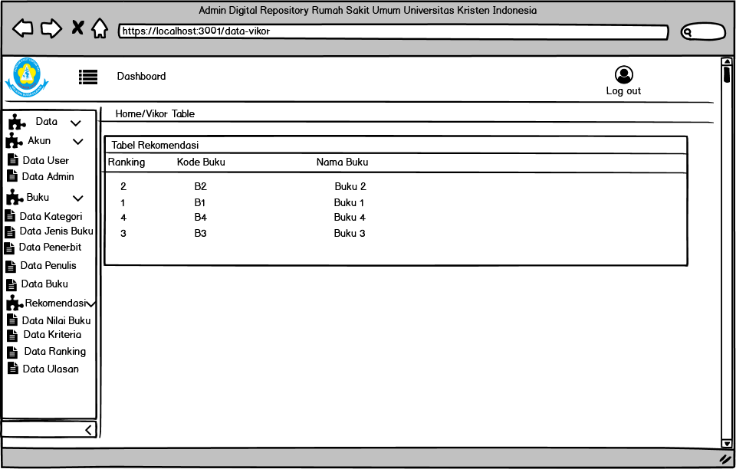 Admin Digital Repository Rumah Sakit Umum Universitas Kristen Indonesia
https://localhost:3001/data-vikor
Dashboard
Log out
Home/Vikor Table
Data
Akun
Data User
Data Admin
Buku
Data Kategori
Data Jenis Buku
Data Penerbit
Data Penulis
Data Buku
Rekomendasi
Data Nilai Buku
Data Kriteria
Data Ranking
Data Ulasan
Tabel Rekomendasi
Ranking Kode Buku Nama Buku
2 B2 Buku 2
1 B1 Buku 1
4 B4 Buku 4
3 B3 Buku 3